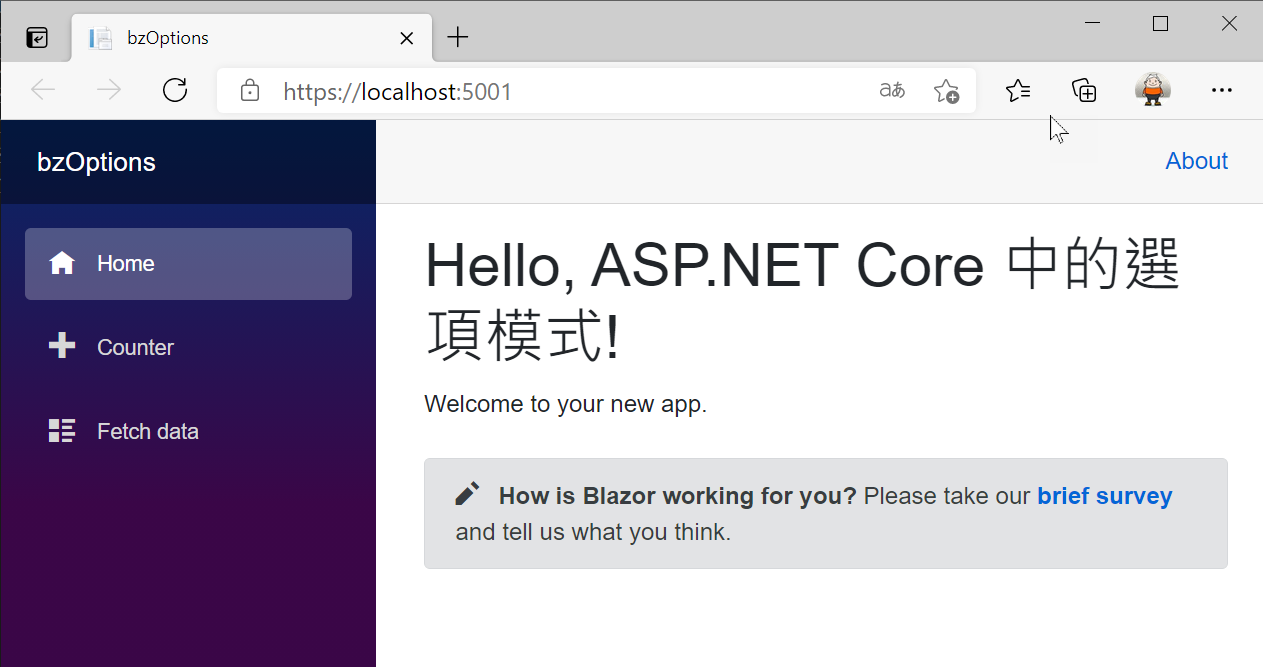 bzOptions
https://localhost:5001
aあ
bzOptions
About
Home
Counter
Fetch data
Hello, ASP.NET Core 中的選
項模式!
Welcome to your new app.
How is Blazor working for you? Please take our brief survey
and tell us what you think.